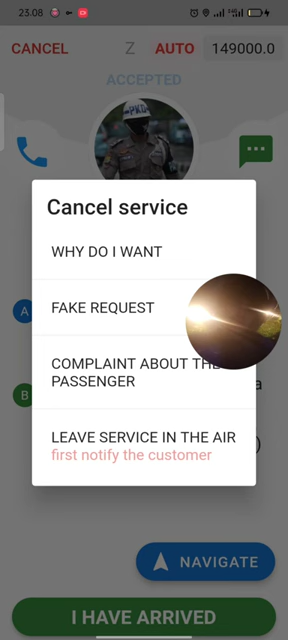 23.08
CANCEL Z AUTO 149000.0
ACCEPTED
PKD
Cancel service
WHY DO I WANT
A
FAKE REQUEST
COMPLAINT ABOUT THE
PASSENGER
a
B
LEAVE SERVICE IN THE AIR
)
first notify the customer
NAVIGATE
I HAVE ARRIVED